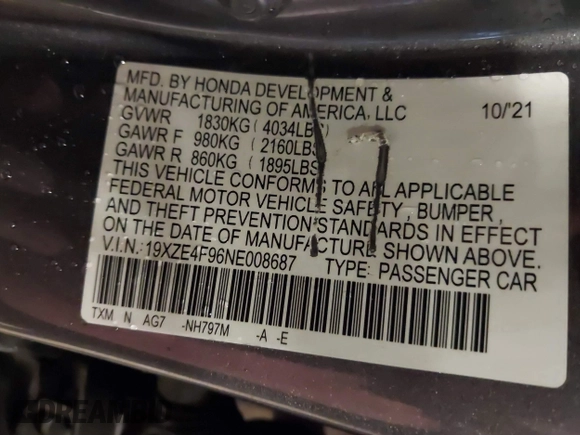 MFD. BY HONDA DEVELOPMENT &
MANUFACTURING OF AMERICA, LLC 10/'21
GVWR 1830KG ( 4034LBS)
GAWR F 980KG ( 2160LBS)
GAWR R 860KG ( 1895LBS)
THIS VEHICLE CONFORMS TO ALL APPLICABLE
FEDERAL MOTOR VEHICLE SAFETY, BUMPER,
AND THEFT PREVENTION STANDARDS IN EFFECT
ON THE DATE OF MANUFACTURE SHOWN ABOVE.
V.I.N.: 19XZE4F96NE008687 TYPE: PASSENGER CAR
TXM N AG7 -NH797M -A -E